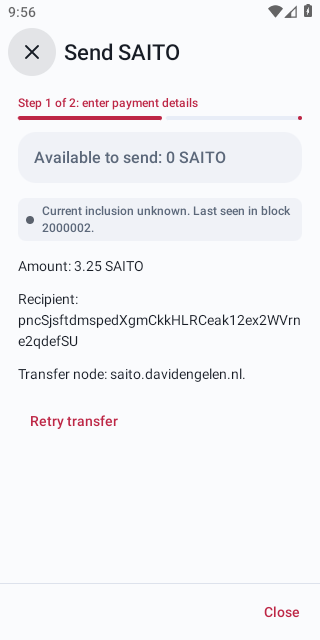 9:56
Send SAITO
Step 1 of 2: enter payment details
Available to send: 0 SAITO
Current inclusion unknown. Last seen in block
2000002.
Amount: 3.25 SAITO
Recipient:
pncSjsftdmspedXgmCkkHLRCeak12ex2WVrn
e2qdefSU
Transfer node: saito.davidengelen.nl.
Retry transfer
Close